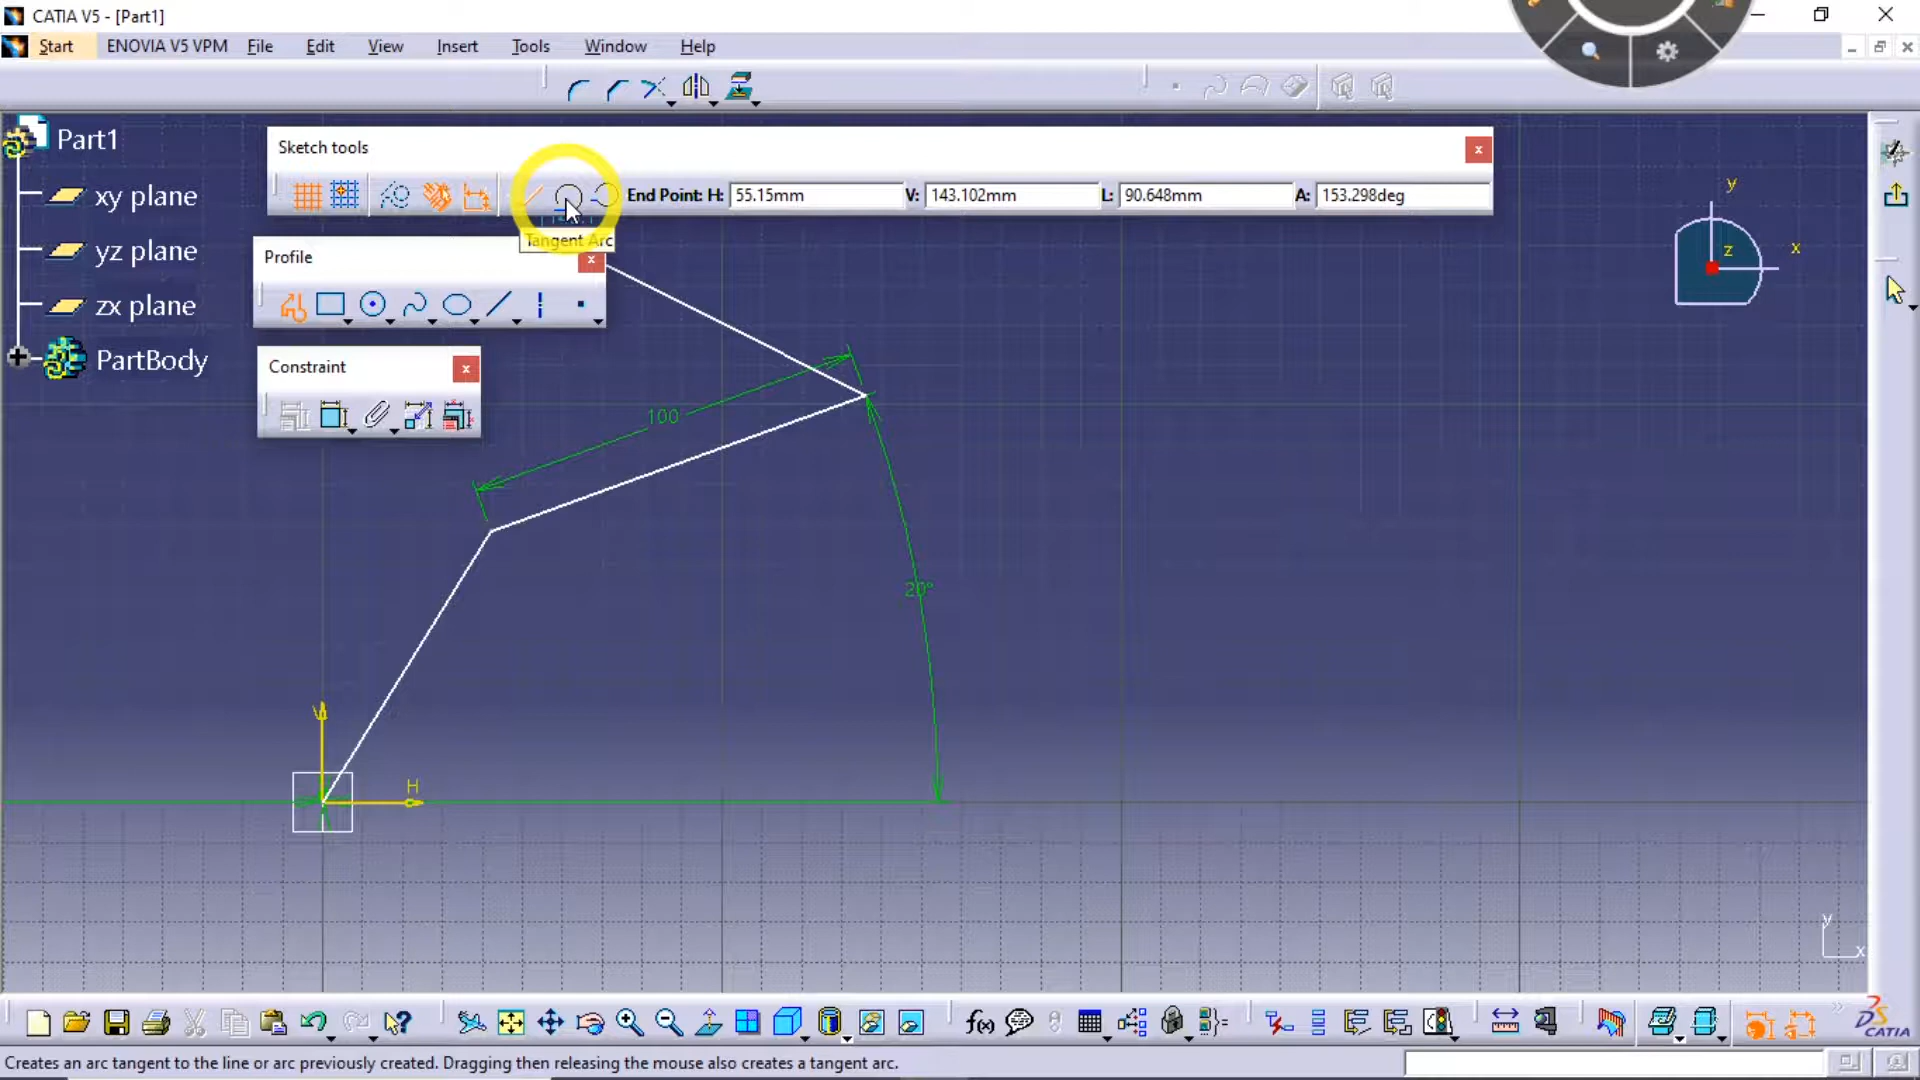 CATIA V5 - [Part1]
Start ENOVIA V5 VPM File Edit View Insert Tools Window Help
Part1
xy plane
yz plane
zx plane
PartBody
Sketch tools
End Point: H: 55.15mm V: 143.102mm L: 90.648mm A: 153.298deg
Tangent Arc
Profile
Constraint
100
20°
V
H
y
z
x
y
x
f(x)
CATIA
Creates an arc tangent to the line or arc previously created. Dragging then releasing the mouse also creates a tangent arc.